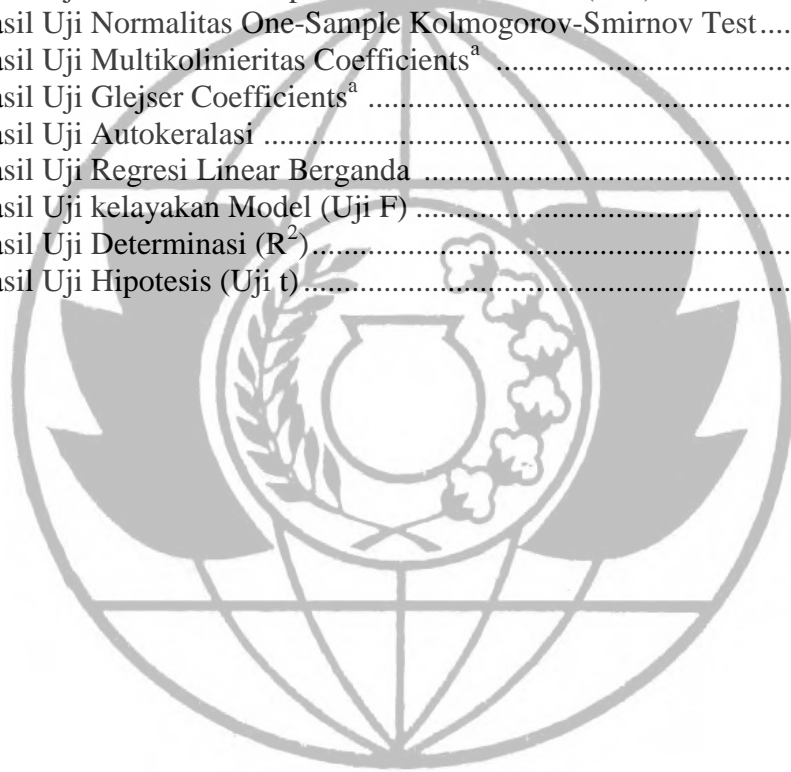 asil Uji Normalitas One-Sample Kolmogorov-Smirnov Test....
asil Uji Multikolinieritas Coefficientsᵃ ..........................................
asil Uji Glejser Coefficientsᵃ ..........................................................
asil Uji Autokeralasi ........................................................................
asil Uji Regresi Linear Berganda ....................................................
asil Uji kelayakan Model (Uji F) .....................................................
asil Uji Determinasi (R²)..................................................................
asil Uji Hipotesis (Uji t)....................................................................